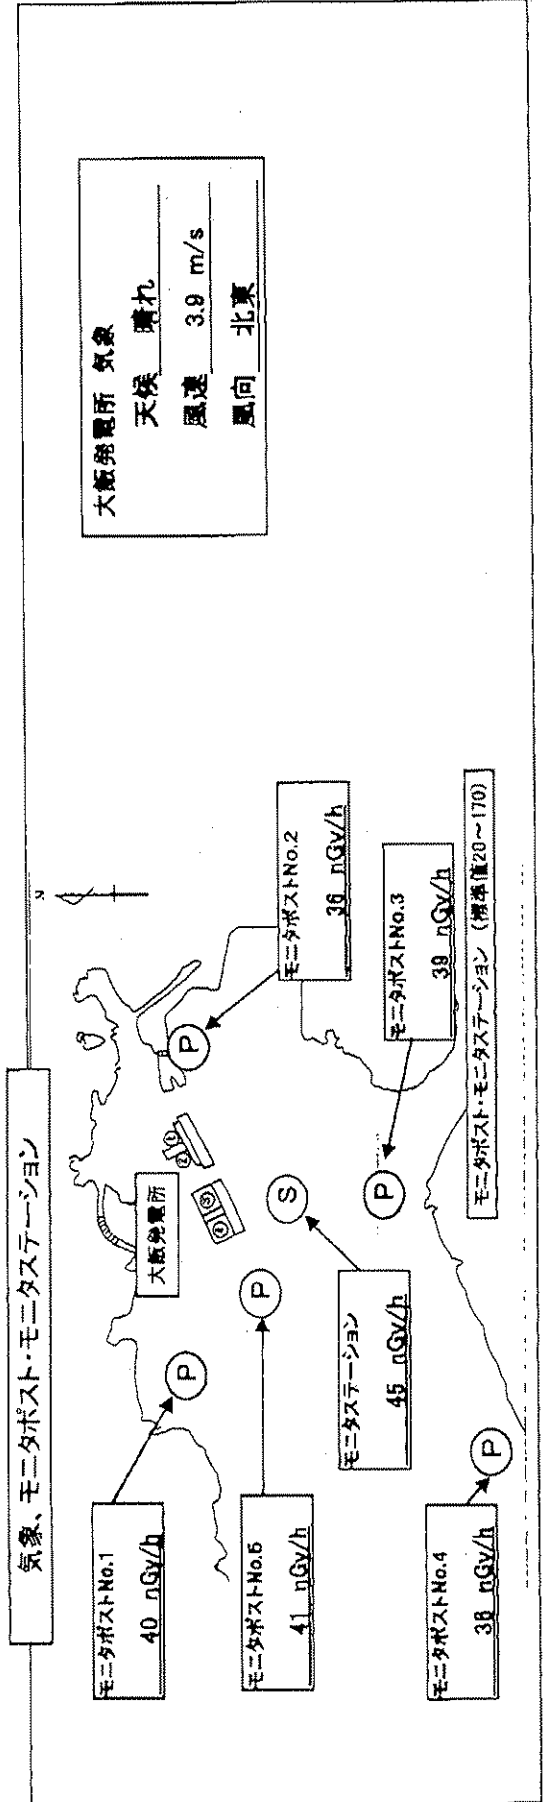 気象、モニタポスト・モニタステーション
大飯発電所 気象
天候 晴れ
風速 3.9 m/s
風向 北東
N
モニタポストNo.1
40 nGy/h
大飯発電所
①
②
③
④
P
P
モニタポストNo.2
36 nGy/h
モニタポストNo.5
41 nGy/h
P
S
モニタステーション
45 nGy/h
P
モニタポストNo.3
39 nGy/h
モニタポストNo.4
38 nGy/h
P
モニタポスト・モニタステーション (標準値20～170)